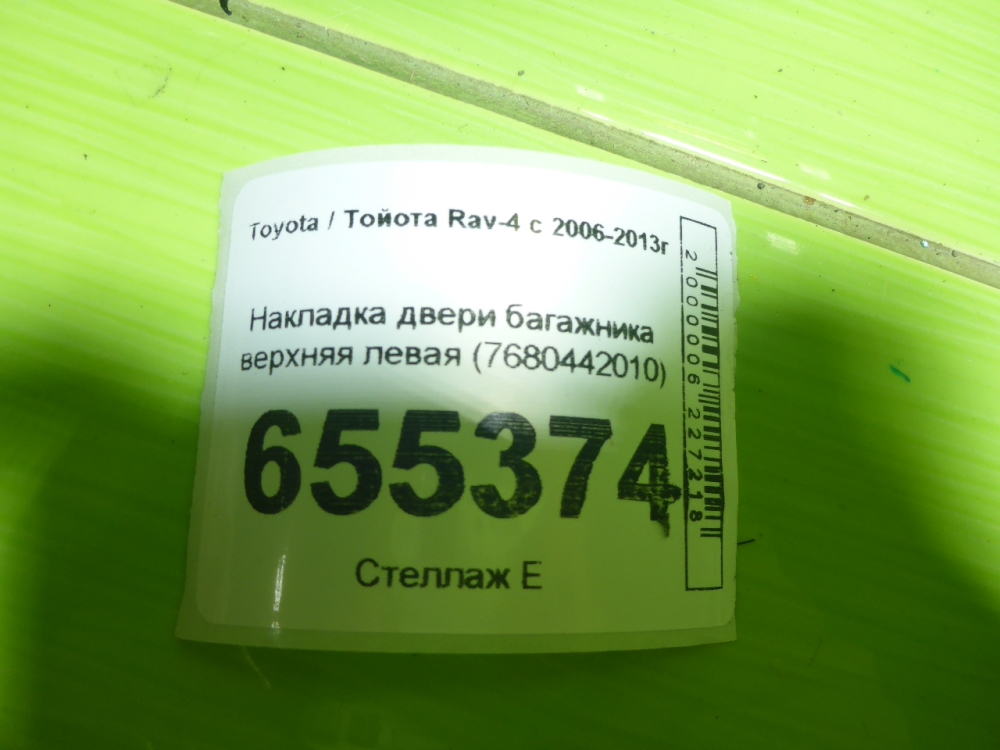 Toyota / Тойота Rav-4 с 2006-2013г
Накладка двери багажника
верхняя левая (7680442010)
655374
Стеллаж Е
2000006227218